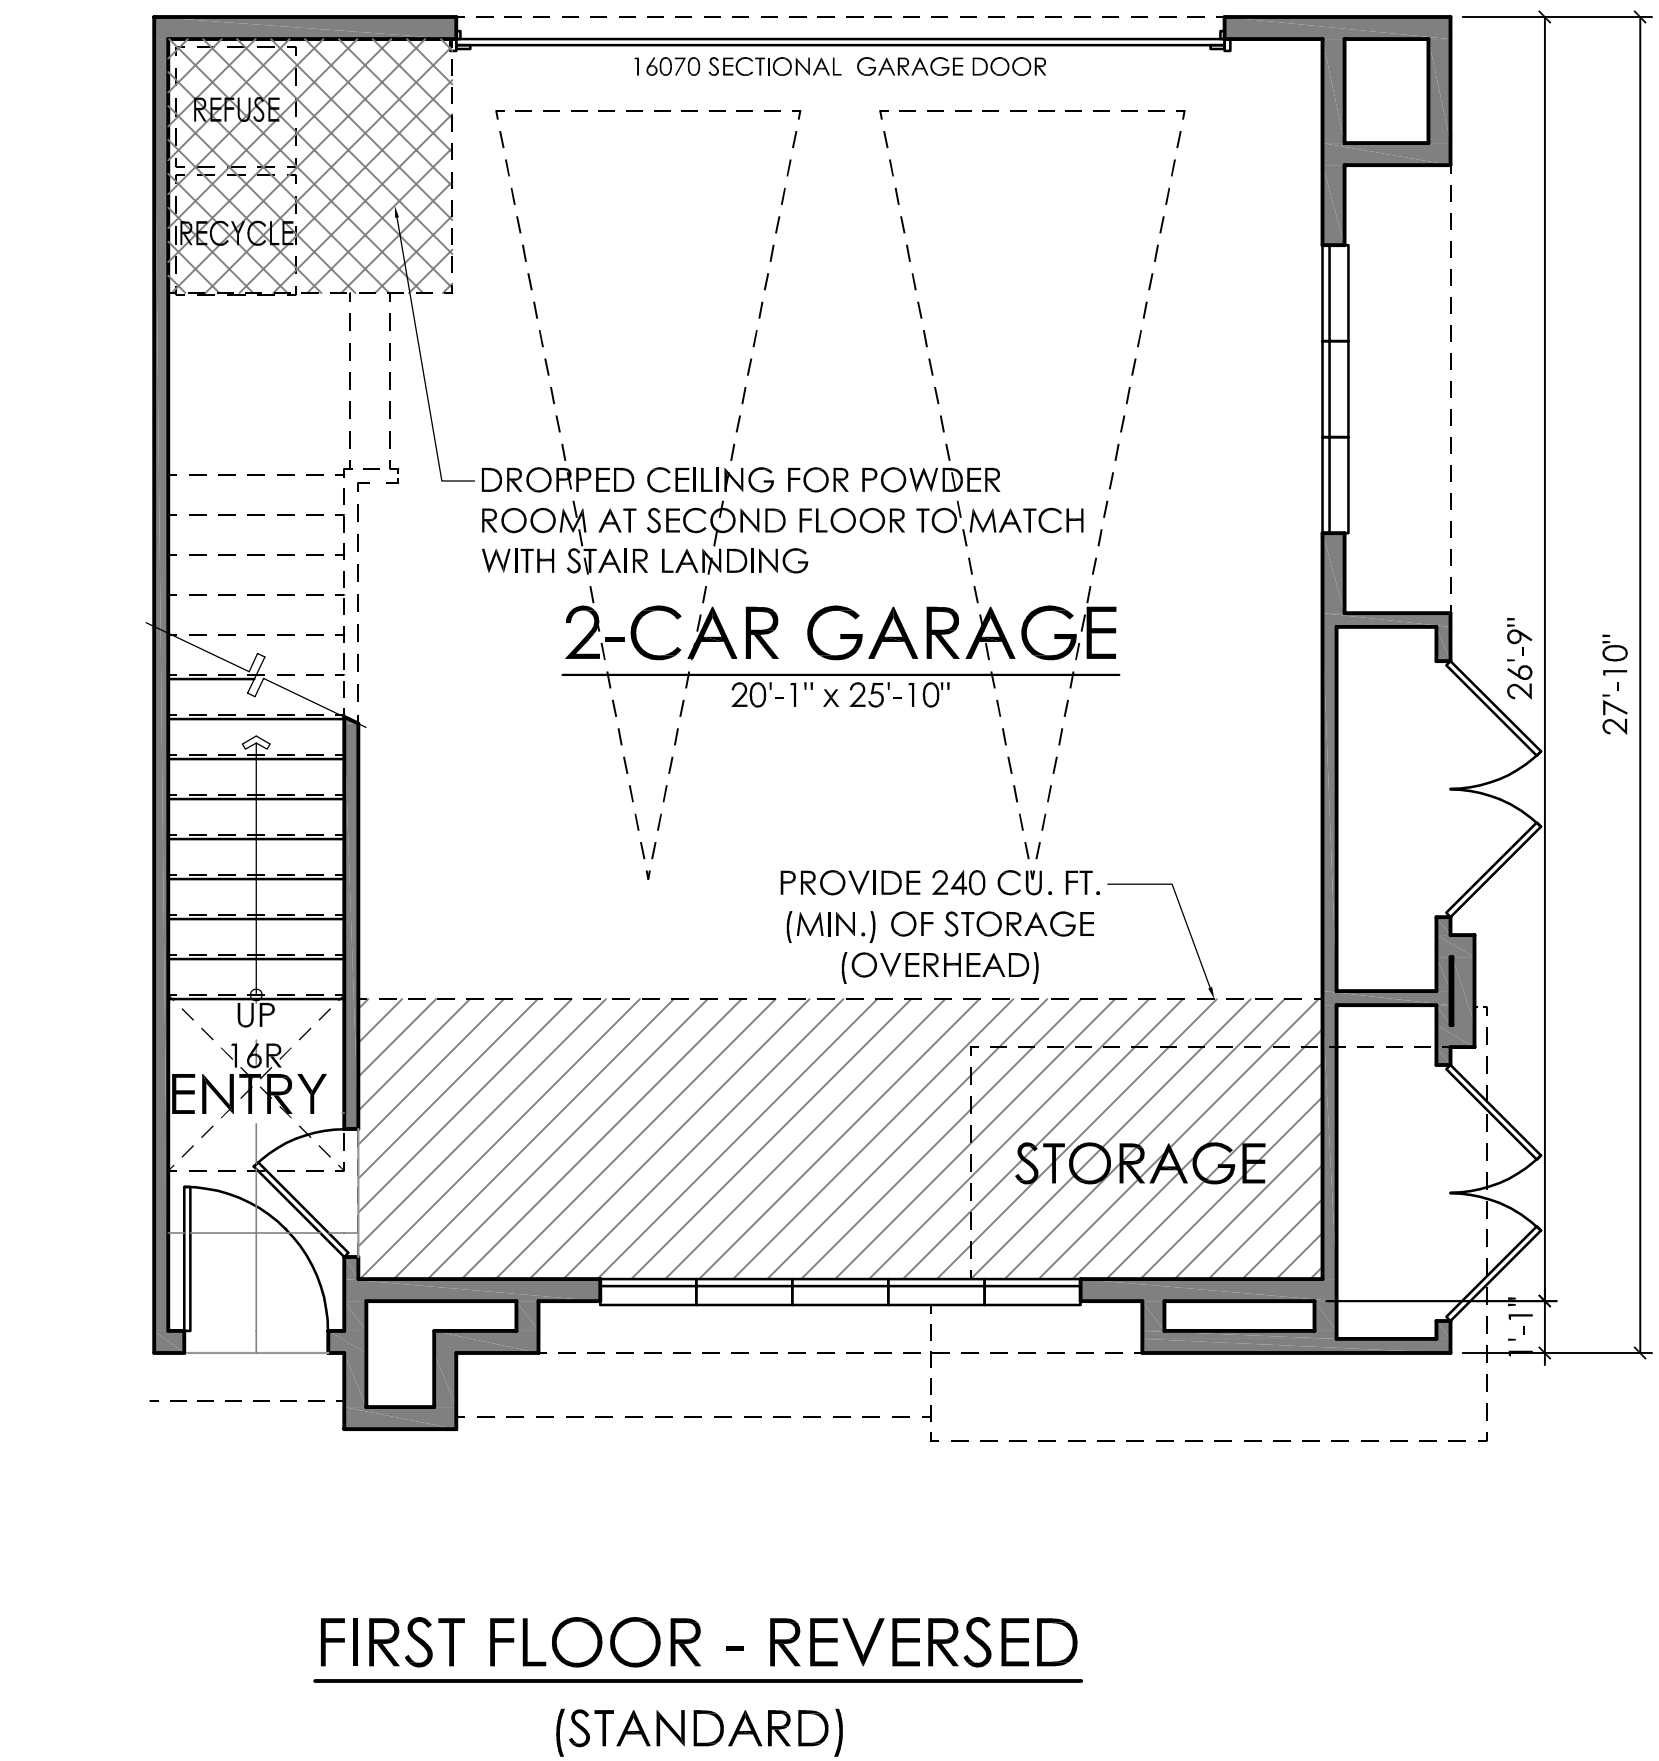 16070 SECTIONAL GARAGE DOOR
REFUSE
RECYCLE
DROPPED CEILING FOR POWDER
ROOM AT SECOND FLOOR TO MATCH
WITH STAIR LANDING
2-CAR GARAGE
20'-1" x 25'-10"
26'-9"
27'-10"
PROVIDE 240 CU. FT.
(MIN.) OF STORAGE
(OVERHEAD)
UP
16R
ENTRY
STORAGE
1'-1"
FIRST FLOOR - REVERSED
(STANDARD)